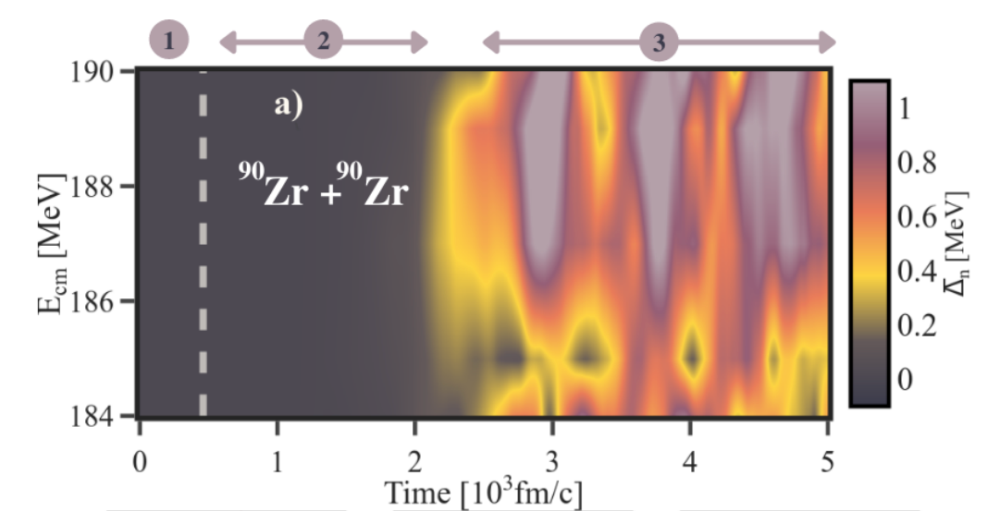 1 2 3
190
188
186
184
E_cm [MeV]
a)
⁹⁰Zr + ⁹⁰Zr
0 1 2 3 4 5
Time [10³fm/c]
1
0.8
0.6
0.4
0.2
0
Δ̄_n [MeV]